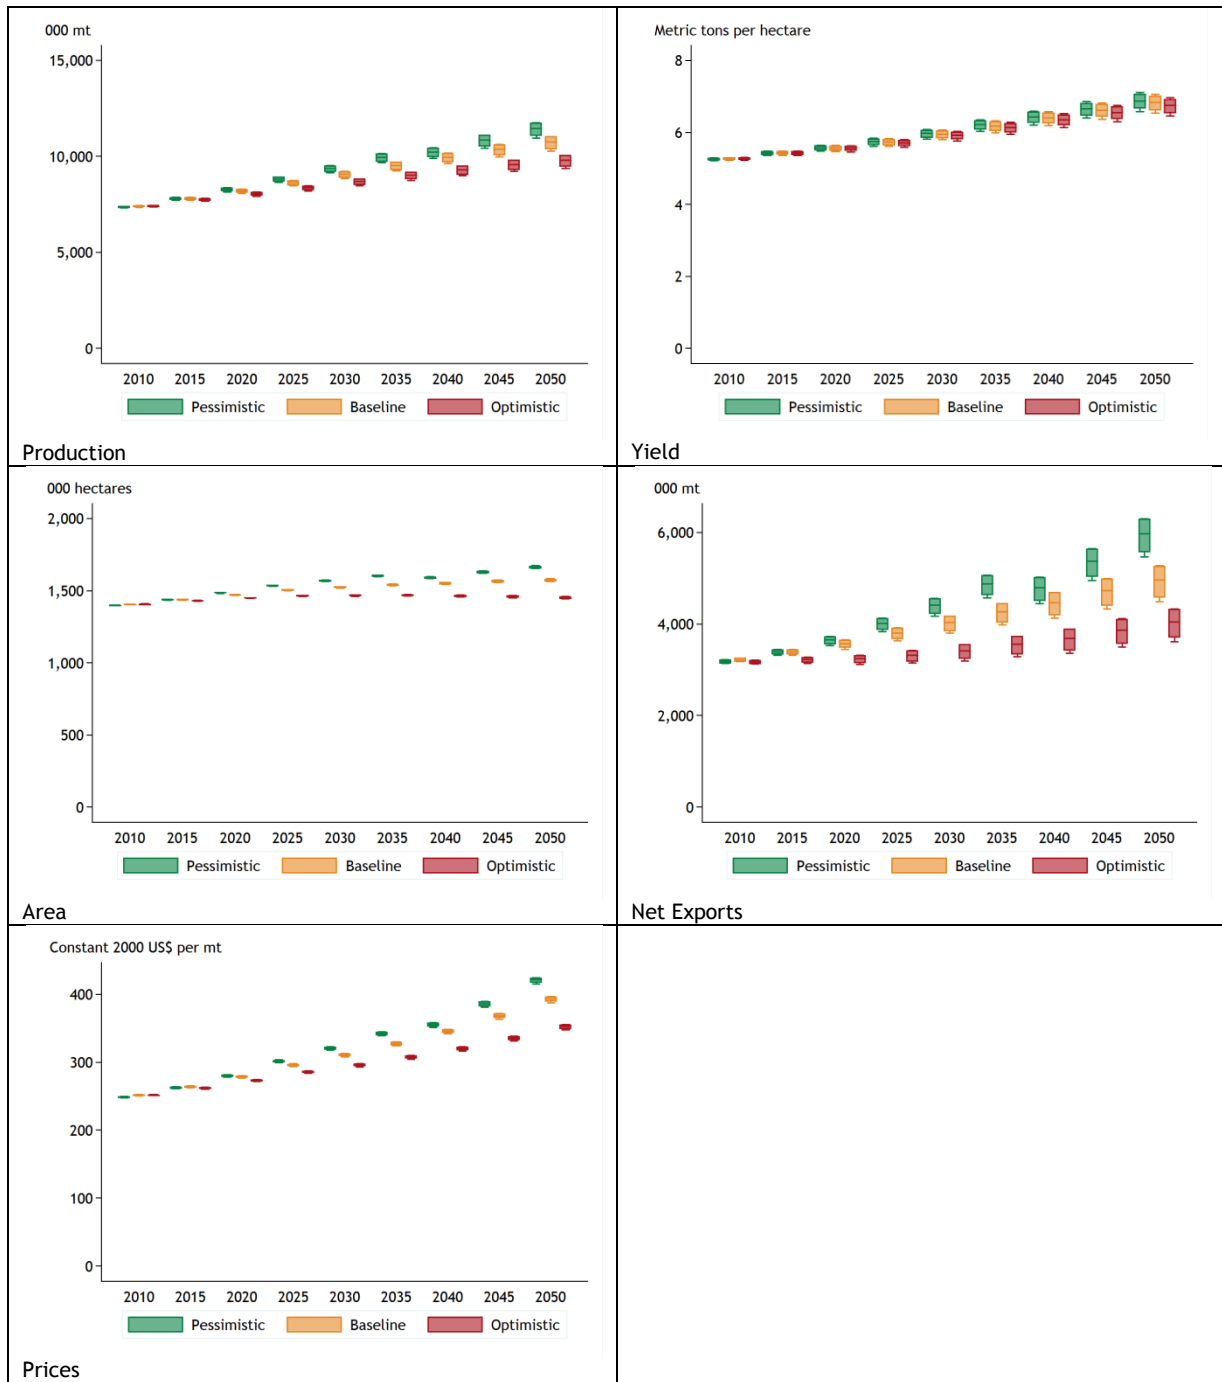 000 mt
15,000
10,000
5,000
0
2010 2015 2020 2025 2030 2035 2040 2045 2050
Pessimistic Baseline Optimistic
Production
Metric tons per hectare
8
6
4
2
0
2010 2015 2020 2025 2030 2035 2040 2045 2050
Pessimistic Baseline Optimistic
Yield
000 hectares
2,000
1,500
1,000
500
0
2010 2015 2020 2025 2030 2035 2040 2045 2050
Pessimistic Baseline Optimistic
Area
000 mt
6,000
4,000
2,000
0
2010 2015 2020 2025 2030 2035 2040 2045 2050
Pessimistic Baseline Optimistic
Net Exports
Constant 2000 US$ per mt
400
300
200
100
0
2010 2015 2020 2025 2030 2035 2040 2045 2050
Pessimistic Baseline Optimistic
Prices